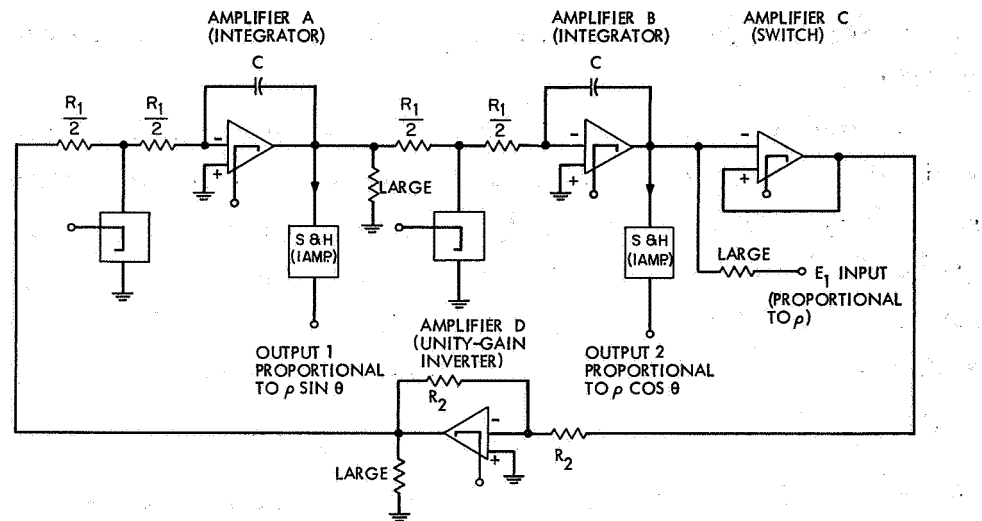 AMPLIFIER A
(INTEGRATOR)
AMPLIFIER B
(INTEGRATOR)
AMPLIFIER C
(SWITCH)
C
C
R1
2
R1
2
R1
2
R1
2
-
+
-
+
-
+
LARGE
LARGE
S & H
(1AMP)
S & H
(1AMP)
E1 INPUT
(PROPORTIONAL
TO ρ)
OUTPUT 1
PROPORTIONAL
TO ρ SIN θ
AMPLIFIER D
(UNITY-GAIN
INVERTER)
OUTPUT 2
PROPORTIONAL
TO ρ COS θ
R2
-
+
R2
LARGE